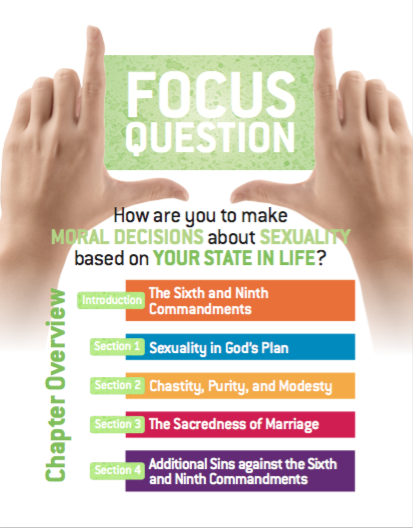 FOCUS
QUESTION
How are you to make
MORAL DECISIONS about SEXUALITY
based on YOUR STATE IN LIFE?
Chapter Overview
Introduction The Sixth and Ninth
Commandments
Section 1 Sexuality in God's Plan
Section 2 Chastity, Purity, and Modesty
Section 3 The Sacredness of Marriage
Section 4 Additional Sins against the Sixth
and Ninth Commandments